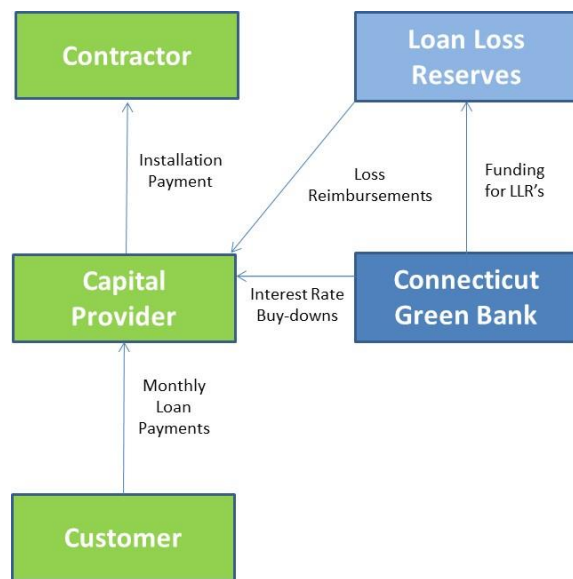 Contractor
Loan Loss
Reserves
Installation
Payment
Loss
Reimbursements
Funding
for LLR's
Capital
Provider
Interest Rate
Buy-downs
Connecticut
Green Bank
Monthly
Loan
Payments
Customer